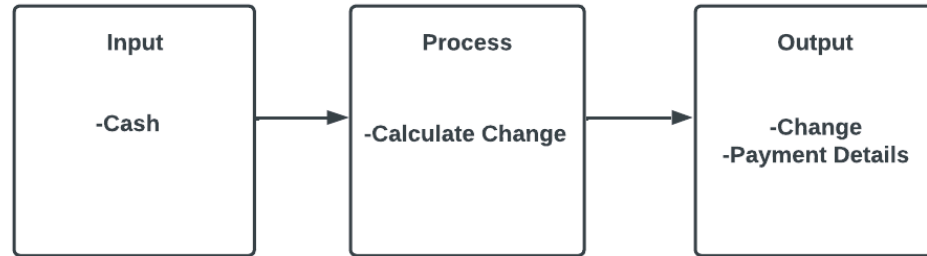 Input
-Cash
Process
-Calculate Change
Output
-Change
-Payment Details